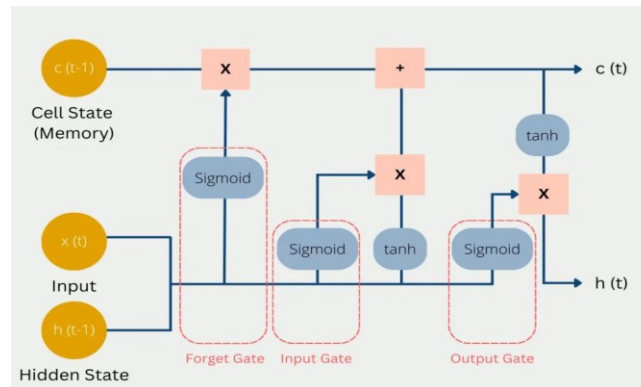 c (t-1)
X
+
c (t)
Cell State
(Memory)
tanh
Sigmoid
X
X
x (t)
Sigmoid
tanh
Sigmoid
Input
h (t)
h (t-1)
Hidden State
Forget Gate
Input Gate
Output Gate